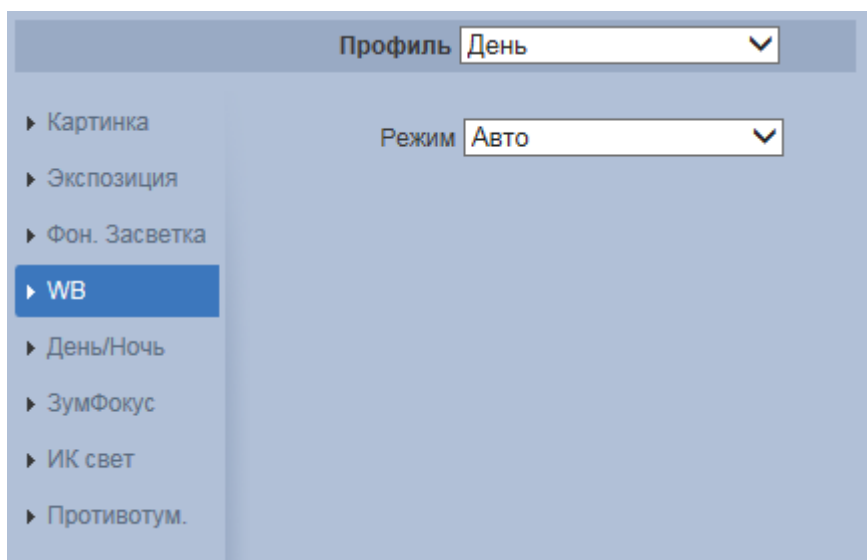 Профиль День
Картинка
Режим Авто
Экспозиция
Фон. Засветка
WB
День/Ночь
ЗумФокус
ИК свет
Противотум.